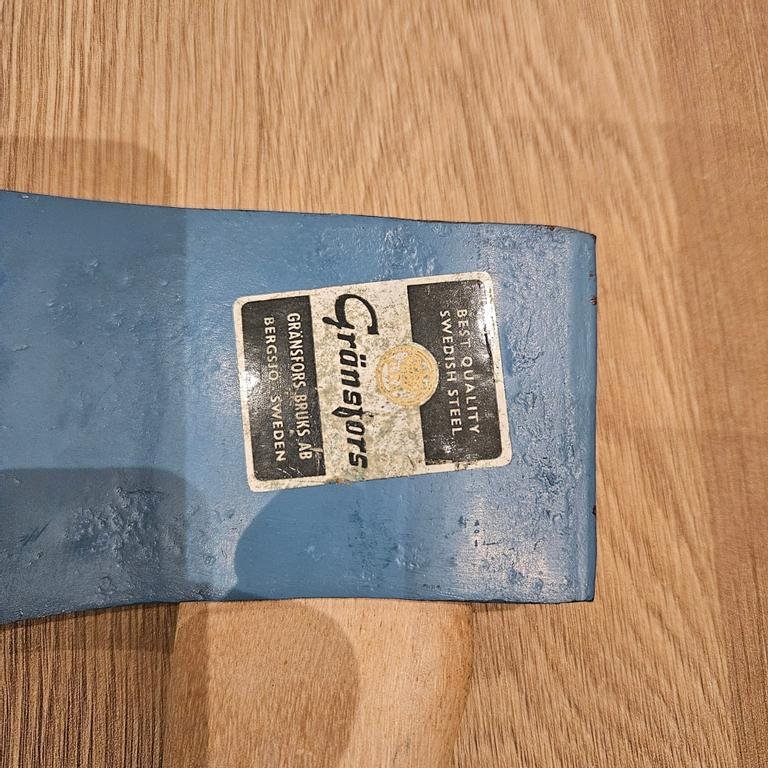 BEST QUALITY
SWEDISH STEEL
Gränsfors
GRÄNSFORS BRUKS AB
BERGSJÖ SWEDEN